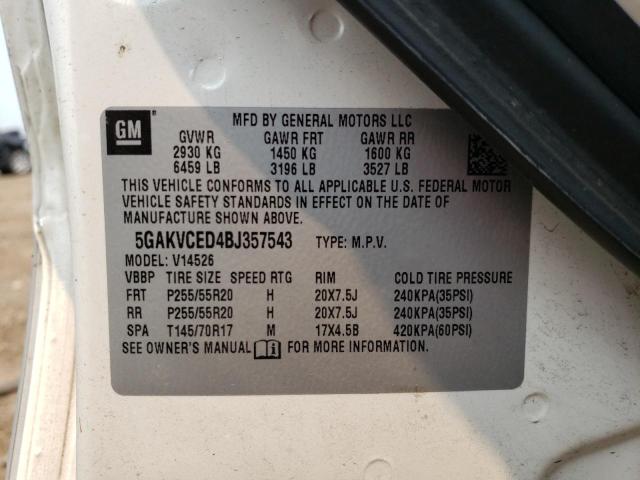 GM
MFD BY GENERAL MOTORS LLC
GVWR GAWR FRT GAWR RR
2930 KG 1450 KG 1600 KG
6459 LB 3196 LB 3527 LB
THIS VEHICLE CONFORMS TO ALL APPLICABLE U.S. FEDERAL MOTOR
VEHICLE SAFETY STANDARDS IN EFFECT ON THE DATE OF
MANUFACTURE SHOWN ABOVE.
5GAKVCED4BJ357543 TYPE: M.P.V.
MODEL: V14526
VBBP TIRE SIZE SPEED RTG RIM COLD TIRE PRESSURE
FRT P255/55R20 H 20X7.5J 240KPA(35PSI)
RR P255/55R20 H 20X7.5J 240KPA(35PSI)
SPA T145/70R17 M 17X4.5B 420KPA(60PSI)
SEE OWNER'S MANUAL FOR MORE INFORMATION.